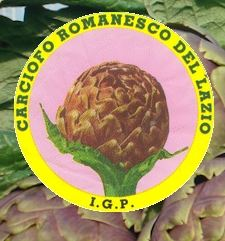 CARCIOFO ROMANESCO DEL LAZIO
I.G.P.